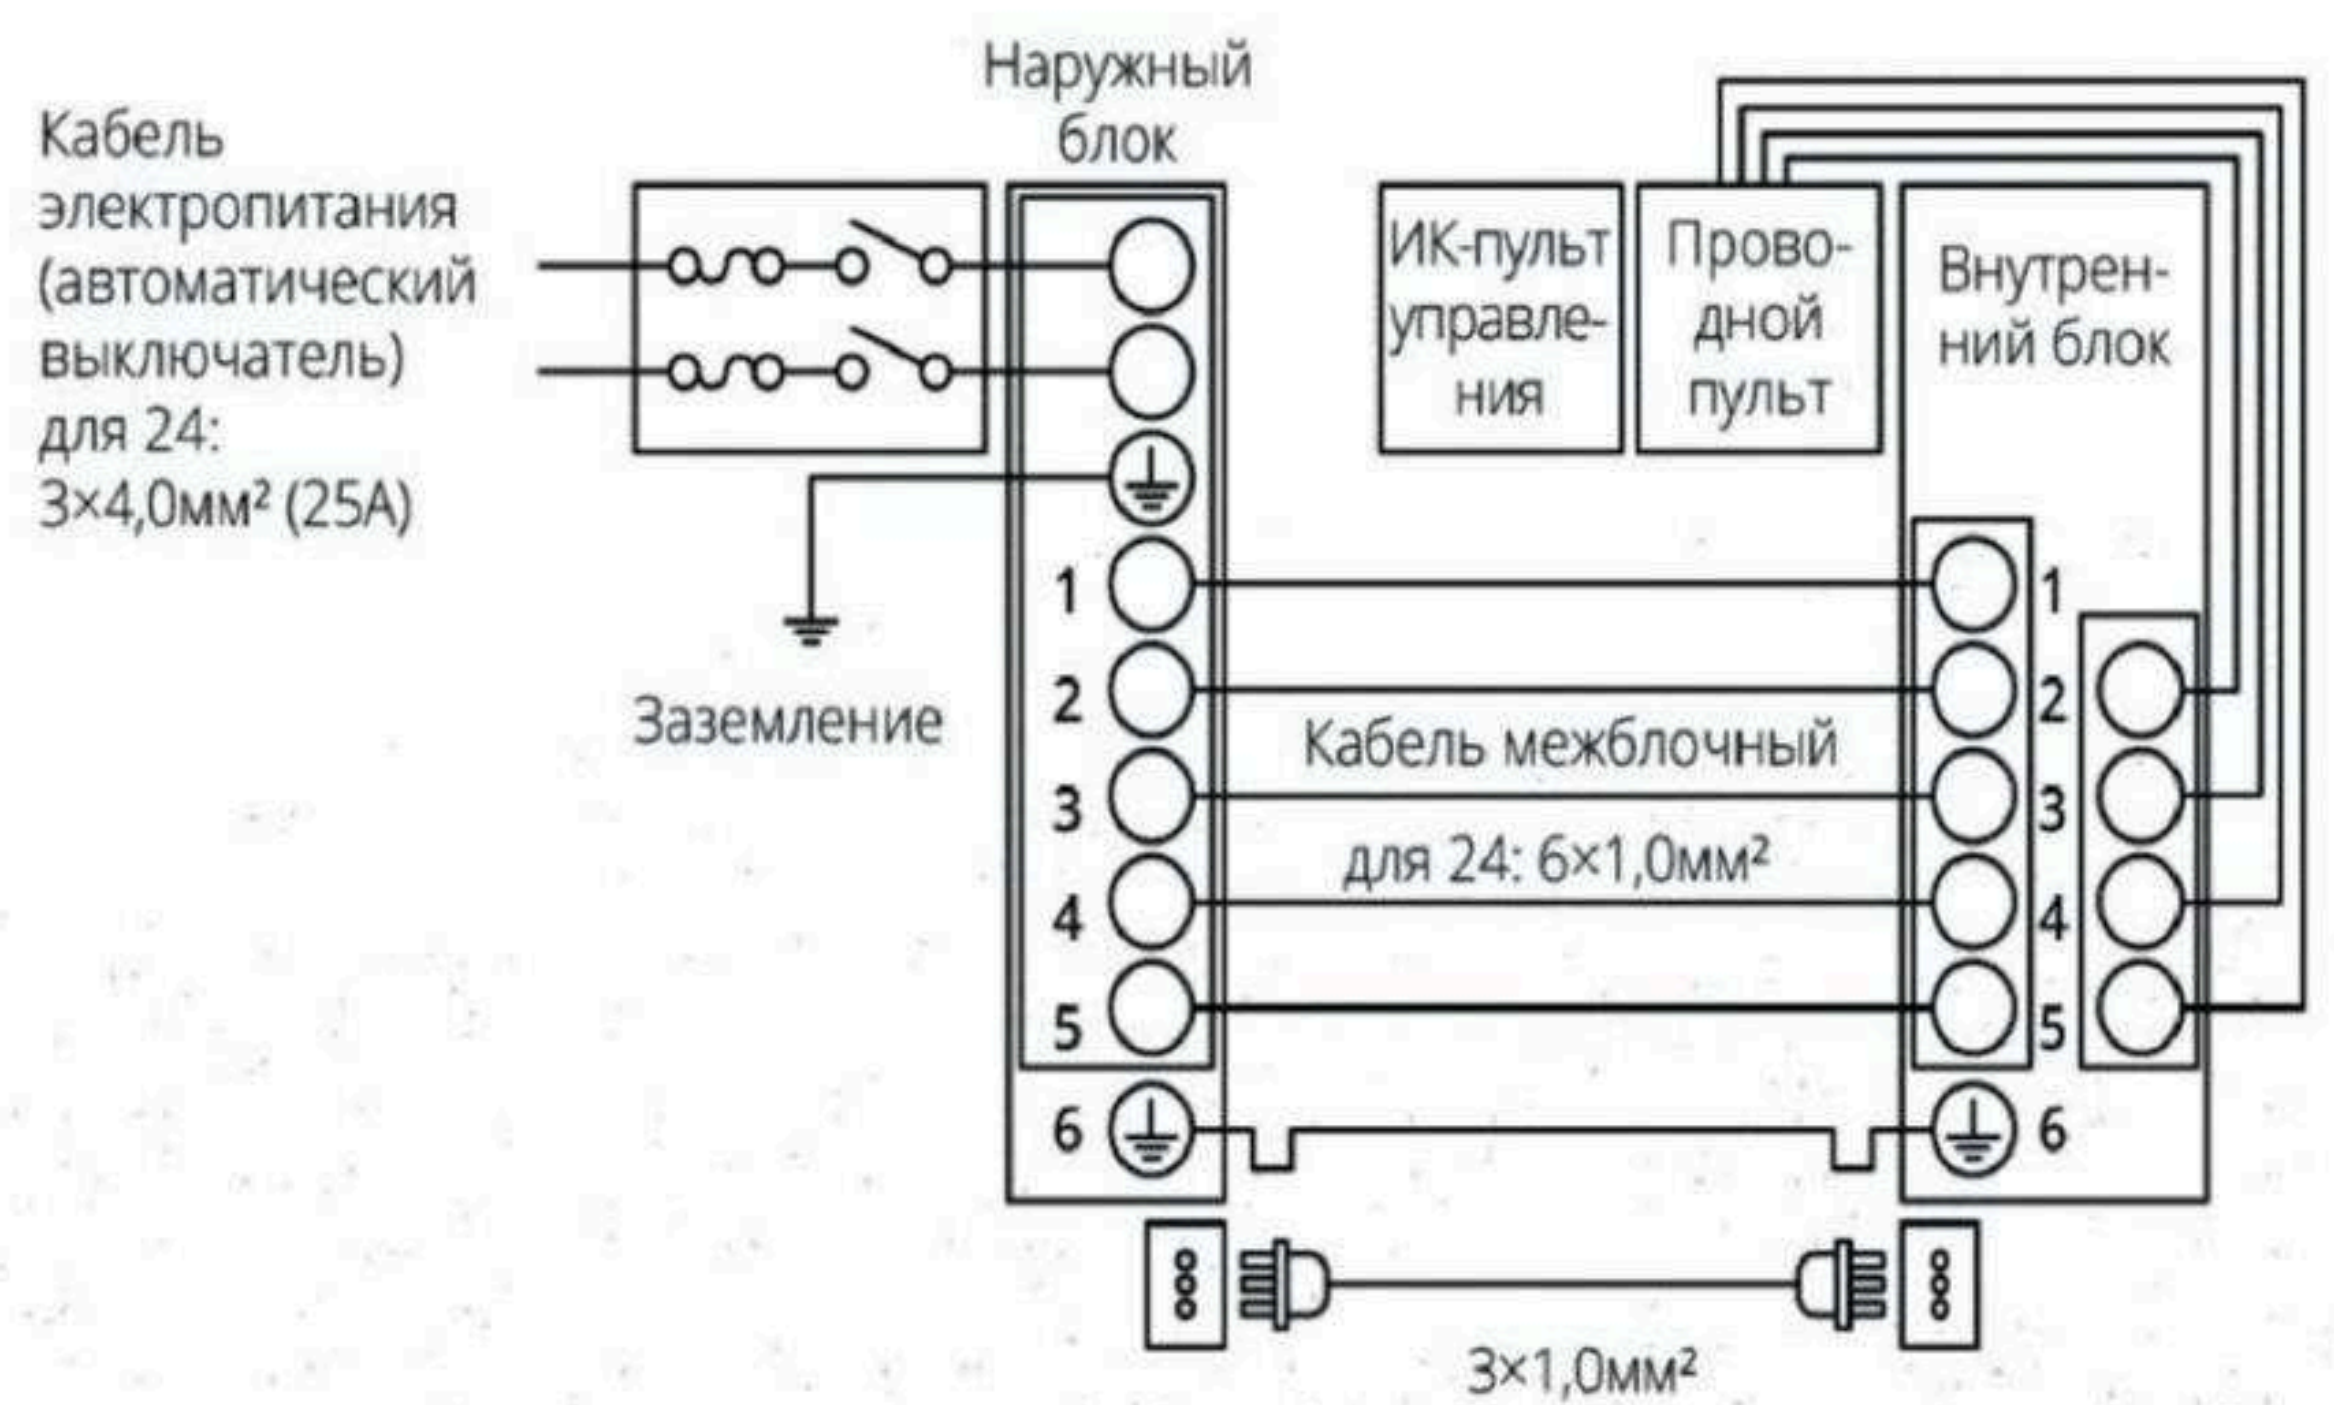 Кабель
электропитания
(автоматический
выключатель)
для 24:
3×4,0мм² (25А)
Наружный
блок
Заземление
1
2
3
4
5
6
ИК-пульт
управле-
ния
Прово-
дной
пульт
Внутрен-
ний блок
Кабель межблочный
для 24: 6×1,0мм²
1
2
3
4
5
6
3×1,0мм²